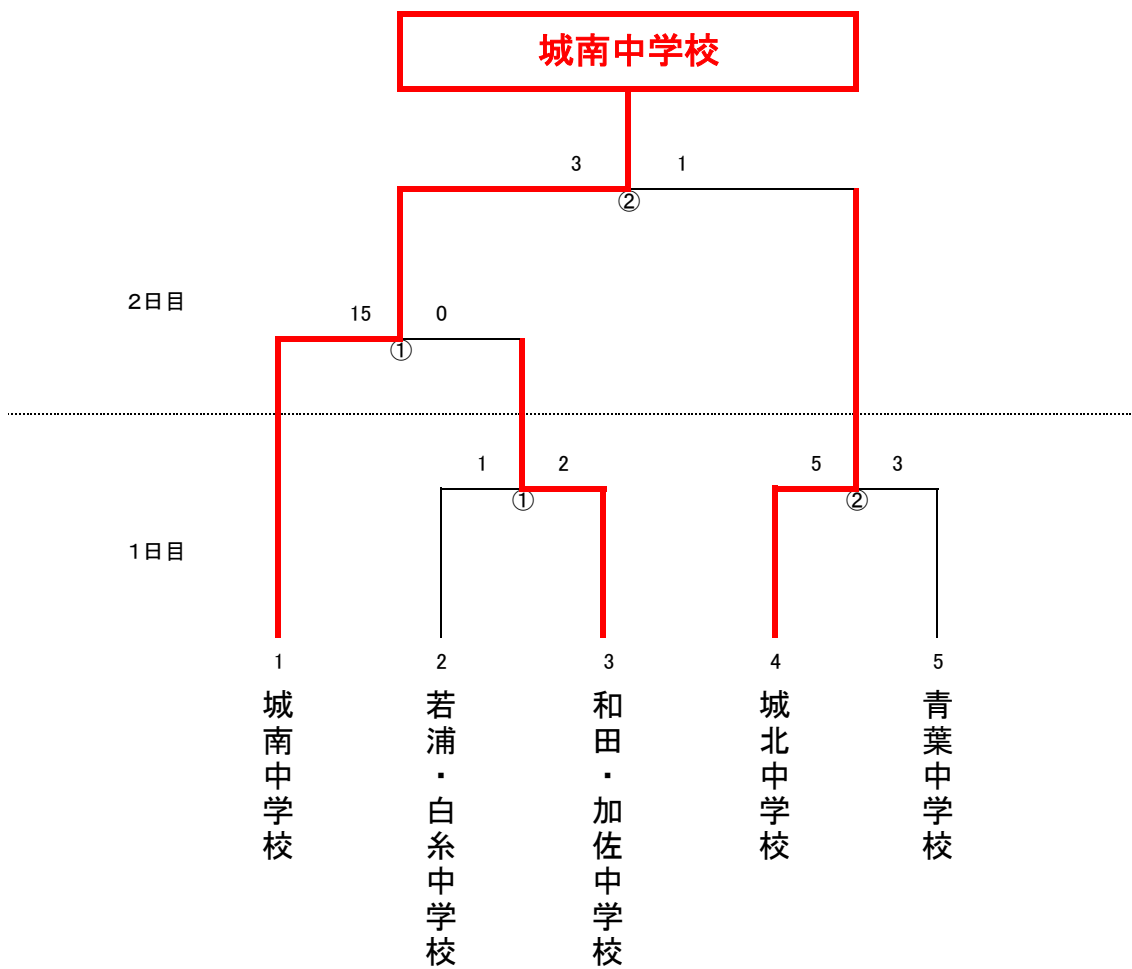 城南中学校
3 1
②
2日目
15 0
①
1 2 5 3
① ②
1日目
1 2 3 4 5
城南中学校
若浦・白糸中学校
和田・加佐中学校
城北中学校
青葉中学校